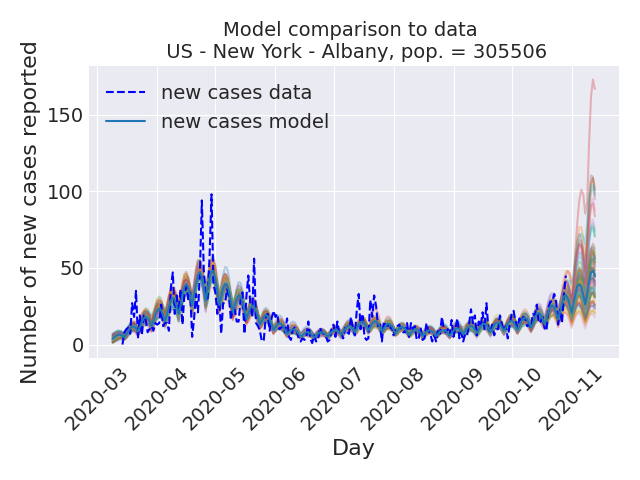 Model comparison to data
US - New York - Albany, pop. = 305506
Number of new cases reported
150
100
50
0
new cases data
new cases model
2020-03
2020-04
2020-05
2020-06
2020-07
2020-08
2020-09
2020-10
2020-11
Day